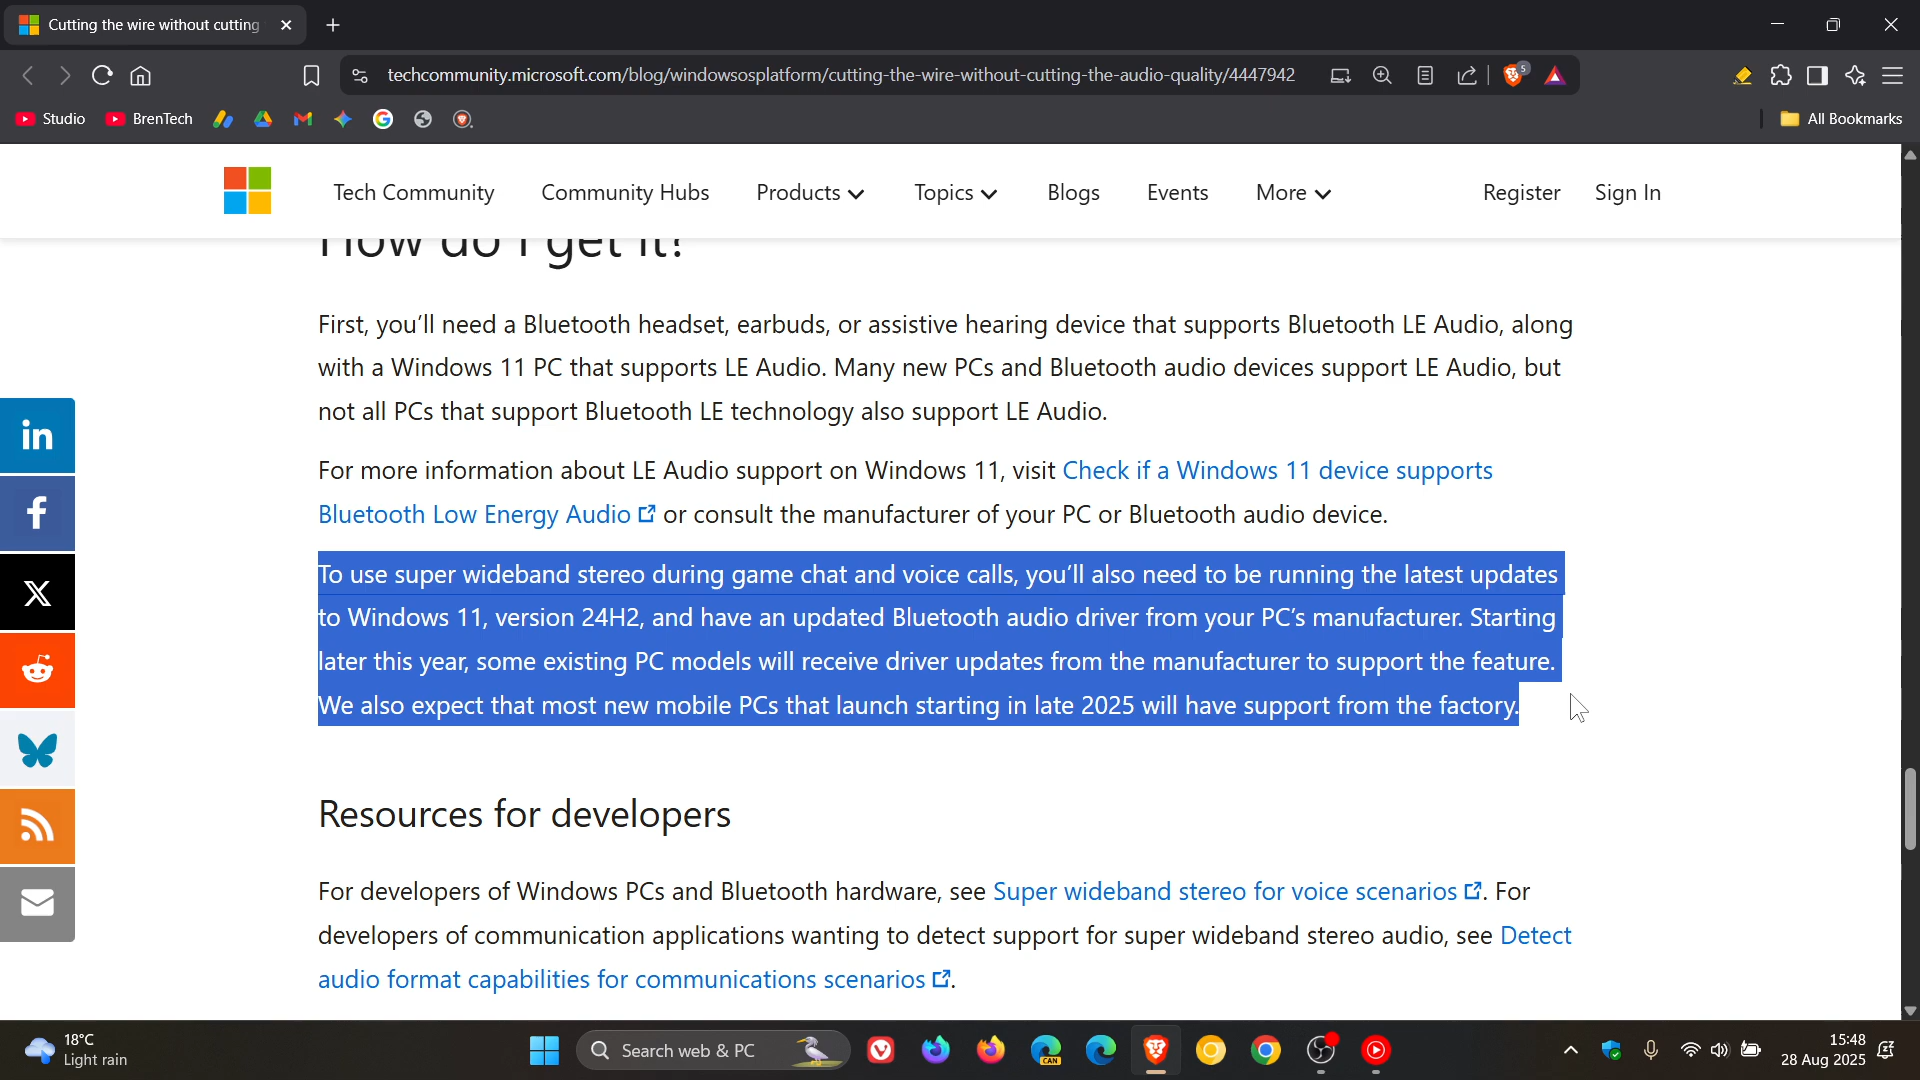 Cutting the wire without cutting
techcommunity.microsoft.com/blog/windowsosplatform/cutting-the-wire-without-cutting-the-audio-quality/4447942
5
Studio
BrenTech
All Bookmarks
Tech Community
Community Hubs
Products
Topics
Blogs
Events
More
Register
Sign In
How do I get it?
First, you'll need a Bluetooth headset, earbuds, or assistive hearing device that supports Bluetooth LE Audio, along
with a Windows 11 PC that supports LE Audio. Many new PCs and Bluetooth audio devices support LE Audio, but
not all PCs that support Bluetooth LE technology also support LE Audio.
For more information about LE Audio support on Windows 11, visit Check if a Windows 11 device supports
Bluetooth Low Energy Audio or consult the manufacturer of your PC or Bluetooth audio device.
To use super wideband stereo during game chat and voice calls, you'll also need to be running the latest updates
to Windows 11, version 24H2, and have an updated Bluetooth audio driver from your PC's manufacturer. Starting
later this year, some existing PC models will receive driver updates from the manufacturer to support the feature.
We also expect that most new mobile PCs that launch starting in late 2025 will have support from the factory.
Resources for developers
For developers of Windows PCs and Bluetooth hardware, see Super wideband stereo for voice scenarios. For
developers of communication applications wanting to detect support for super wideband stereo audio, see Detect
audio format capabilities for communications scenarios.
18°C
Light rain
Search web & PC
CAN
15:48
28 Aug 2025